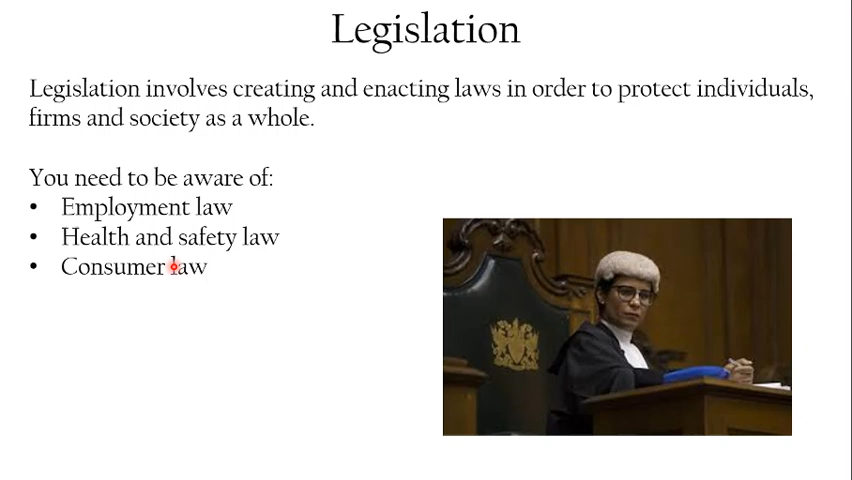 Legislation
Legislation involves creating and enacting laws in order to protect individuals,
firms and society as a whole.
You need to be aware of:
• Employment law
• Health and safety law
• Consumer law